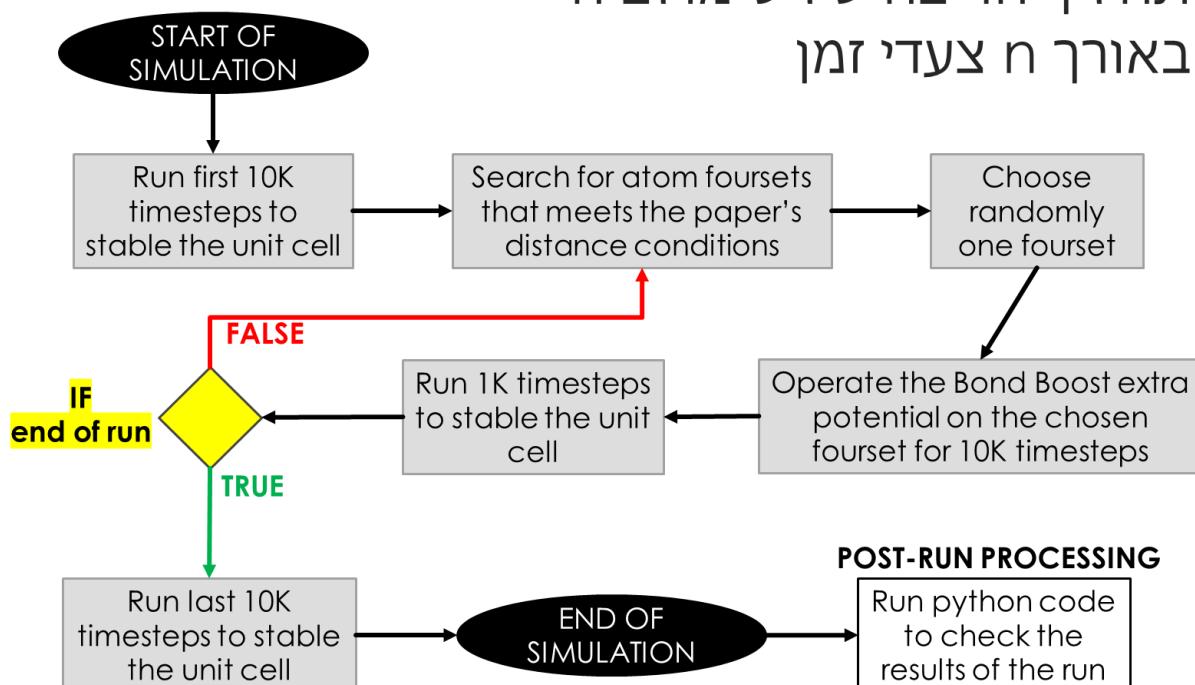 באורך n צעדי זמן
START OF
SIMULATION
Run first 10K
timesteps to
stable the unit cell
Search for atom foursets
that meets the paper's
distance conditions
Choose
randomly
one fourset
FALSE
IF
end of run
Run 1K timesteps
to stable the unit
cell
Operate the Bond Boost extra
potential on the chosen
fourset for 10K timesteps
TRUE
POST-RUN PROCESSING
Run last 10K
timesteps to stable
the unit cell
END OF
SIMULATION
Run python code
to check the
results of the run